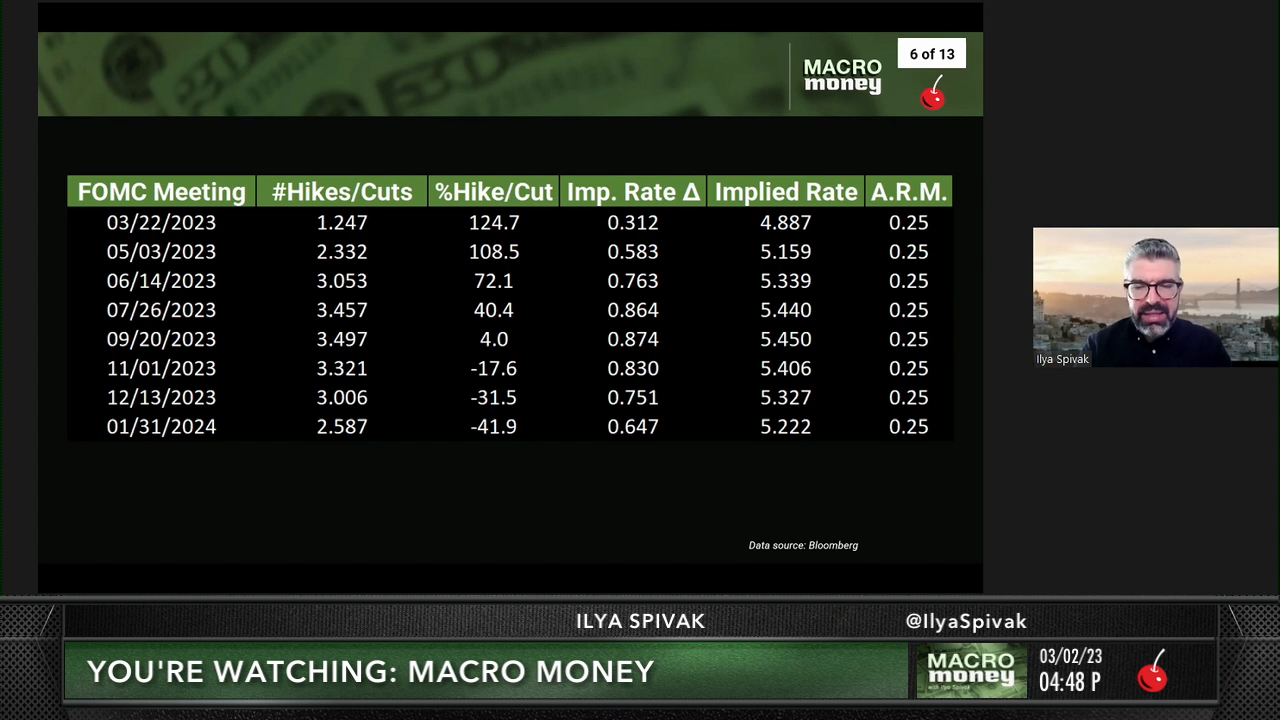 6 of 13
MACRO
money
FOMC Meeting #Hikes/Cuts %Hike/Cut Imp. Rate Δ Implied Rate A.R.M.
03/22/2023 1.247 124.7 0.312 4.887 0.25
05/03/2023 2.332 108.5 0.583 5.159 0.25
06/14/2023 3.053 72.1 0.763 5.339 0.25
07/26/2023 3.457 40.4 0.864 5.440 0.25
09/20/2023 3.497 4.0 0.874 5.450 0.25
11/01/2023 3.321 -17.6 0.830 5.406 0.25
12/13/2023 3.006 -31.5 0.751 5.327 0.25
01/31/2024 2.587 -41.9 0.647 5.222 0.25
Data source: Bloomberg
Ilya Spivak
ILYA SPIVAK @IlyaSpivak
YOU'RE WATCHING: MACRO MONEY
MACRO
money
with Ilya Spivak
03/02/23
04:48 P